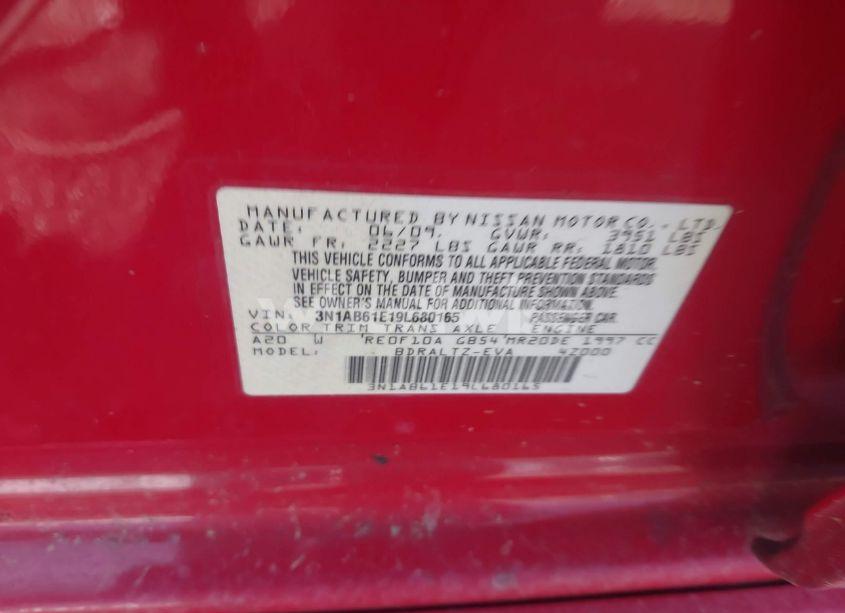 MANUFACTURED BY NISSAN MOTOR CO., LTD.
DATE: 06/09. GVWR: 3951 LBS
GAWR FR: 2227 LBS GAWR RR: 1810 LBS
THIS VEHICLE CONFORMS TO ALL APPLICABLE FEDERAL MOTOR
VEHICLE SAFETY, BUMPER AND THEFT PREVENTION STANDARDS
IN EFFECT ON THE DATE OF MANUFACTURE SHOWN ABOVE.
SEE OWNER'S MANUAL FOR ADDITIONAL INFORMATION.
VIN: 3N1AB61E19L680165 PASSENGER CAR
COLOR TRIM TRANS AXLE ENGINE
A20 W RE0F10A GB54 MR20DE 1997 CC
MODEL: BDRALTZ-EVA 4Z000
3N1AB61E19L680165